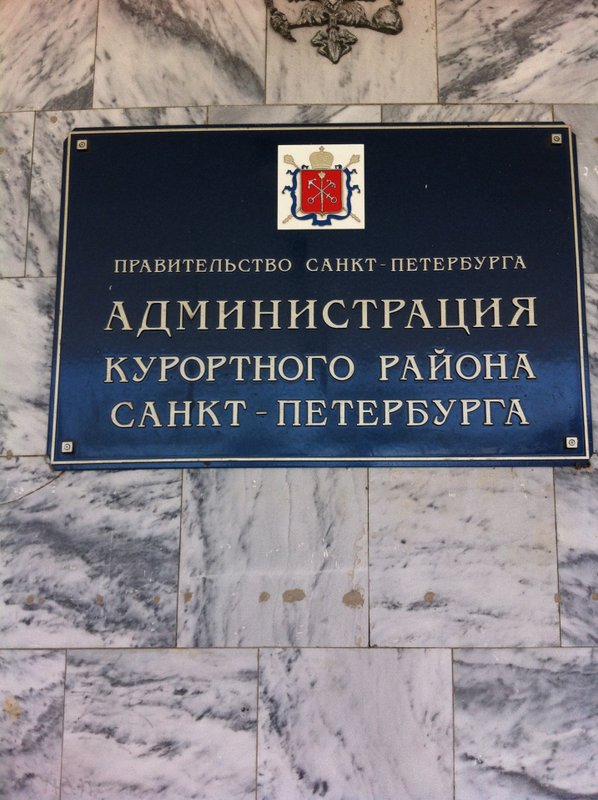 ПРАВИТЕЛЬСТВО САНКТ-ПЕТЕРБУРГА
АДМИНИСТРАЦИЯ
КУРОРТНОГО РАЙОНА
САНКТ-ПЕТЕРБУРГА